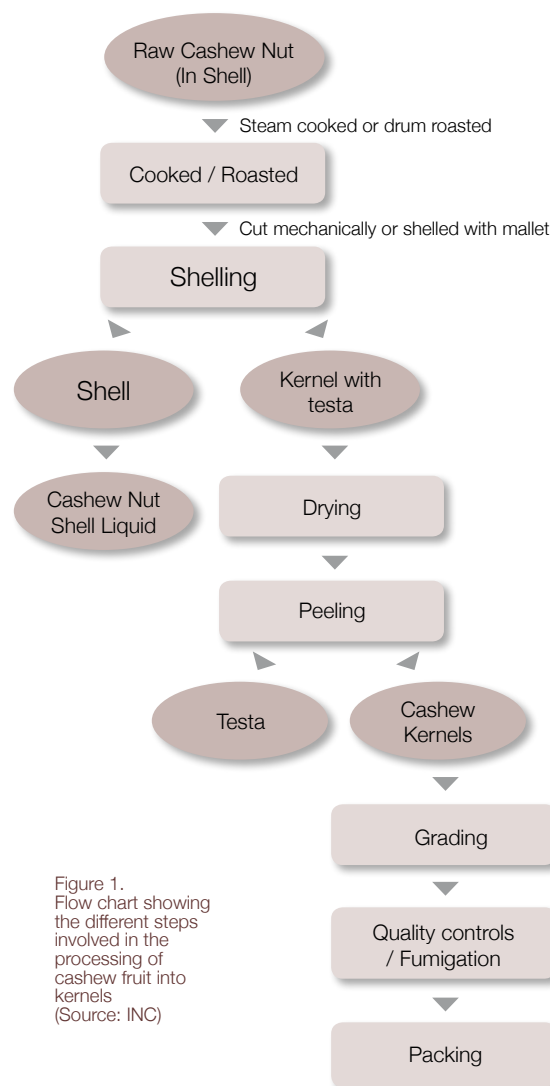 Raw Cashew Nut
(In Shell)
Steam cooked or drum roasted
Cooked / Roasted
Cut mechanically or shelled with mallet
Shelling
Shell
Kernel with
testa
Cashew Nut
Shell Liquid
Drying
Peeling
Testa
Cashew
Kernels
Grading
Quality controls
/ Fumigation
Packing
Figure 1.
Flow chart showing
the different steps
involved in the
processing of
cashew fruit into
kernels
(Source: INC)